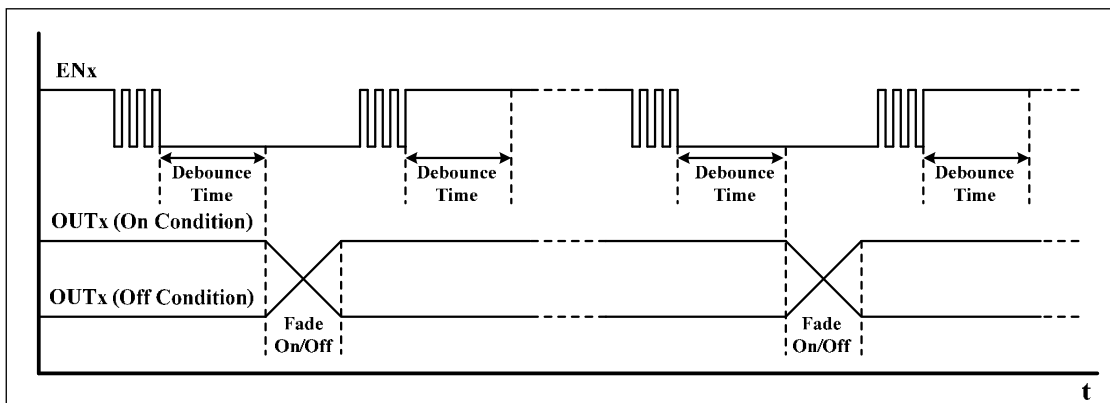 ENx
Debounce
Time
Debounce
Time
Debounce
Time
Debounce
Time
OUTx (On Condition)
OUTx (Off Condition)
Fade
On/Off
Fade
On/Off
t